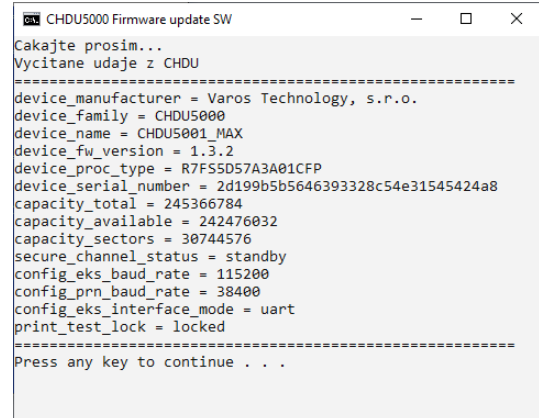 CHDU5000 Firmware update SW
Cakajte prosim...
Vycitane udaje z CHDU
============================================================
device_manufacturer = Varos Technology, s.r.o.
device_family = CHDU5000
device_name = CHDU5001_MAX
device_fw_version = 1.3.2
device_proc_type = R7FS5D57A3A01CFP
device_serial_number = 2d199b5b5646393328c54e31545424a8
capacity_total = 245366784
capacity_available = 242476032
capacity_sectors = 30744576
secure_channel_status = standby
config_eks_baud_rate = 115200
config_prn_baud_rate = 38400
config_eks_interface_mode = uart
print_test_lock = locked
============================================================
Press any key to continue . . .